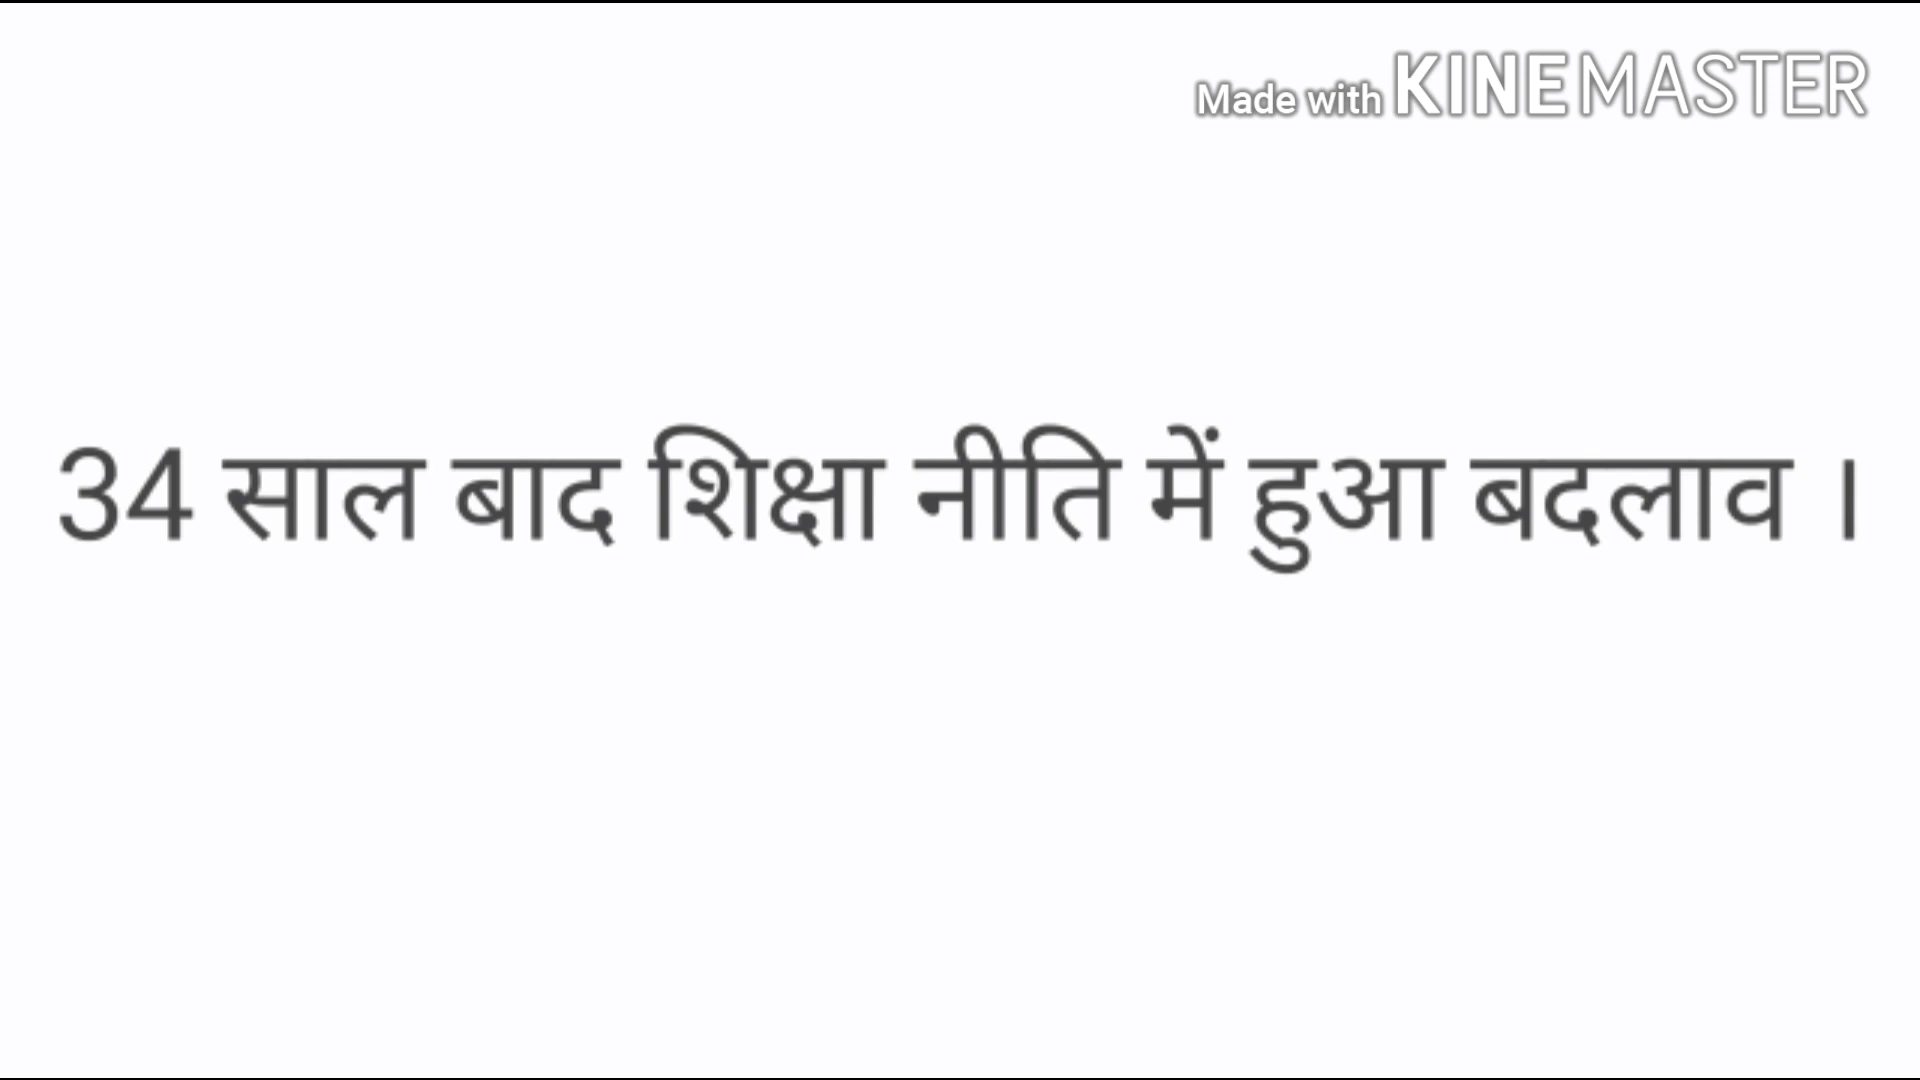 Made with KINEMASTER
34 साल बाद शिक्षा नीति में हुआ बदलाव ।